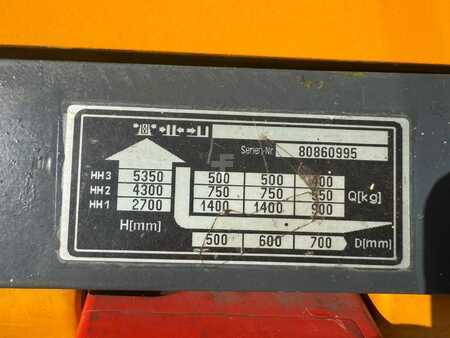 Serien-Nr. 80860995
HH3 5350 500 500 400
HH2 4300 750 750 Q[kg]
HH1 2700 1400 1400 900
H[mm] 500 600 700 D[mm]